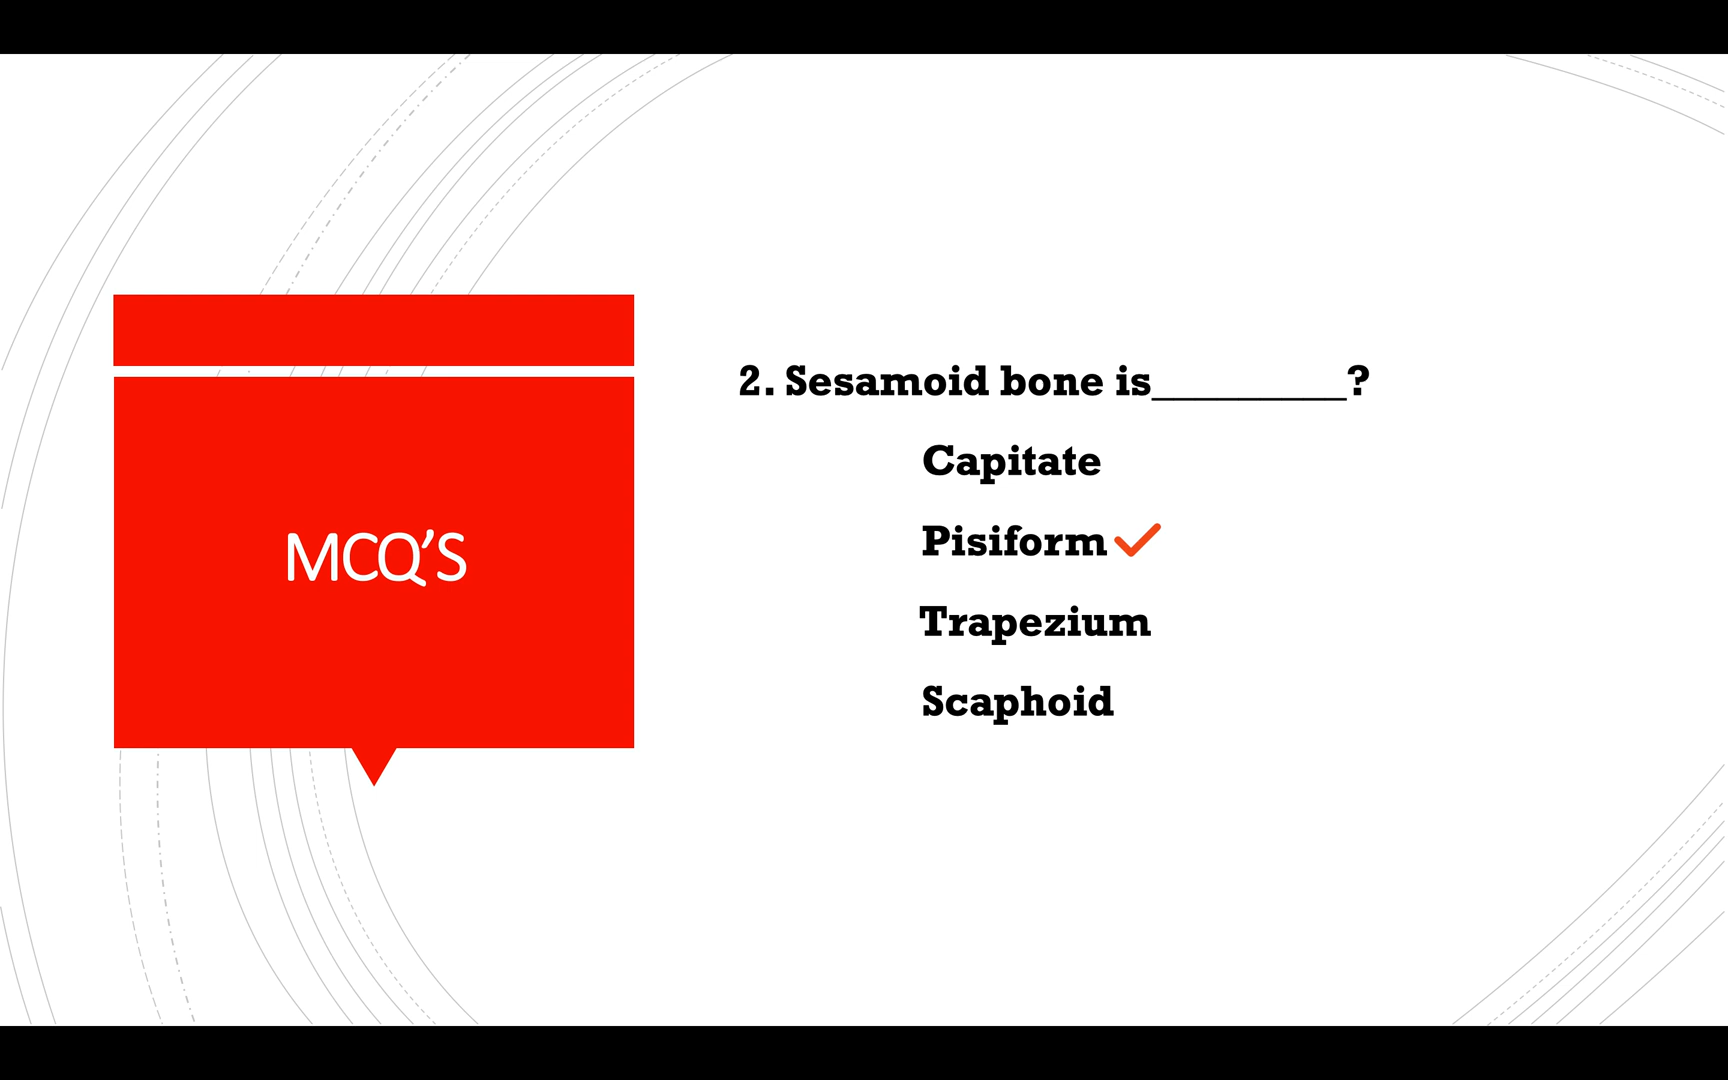 MCQ’S
2. Sesamoid bone is_________?
Capitate
Pisiform
Trapezium
Scaphoid